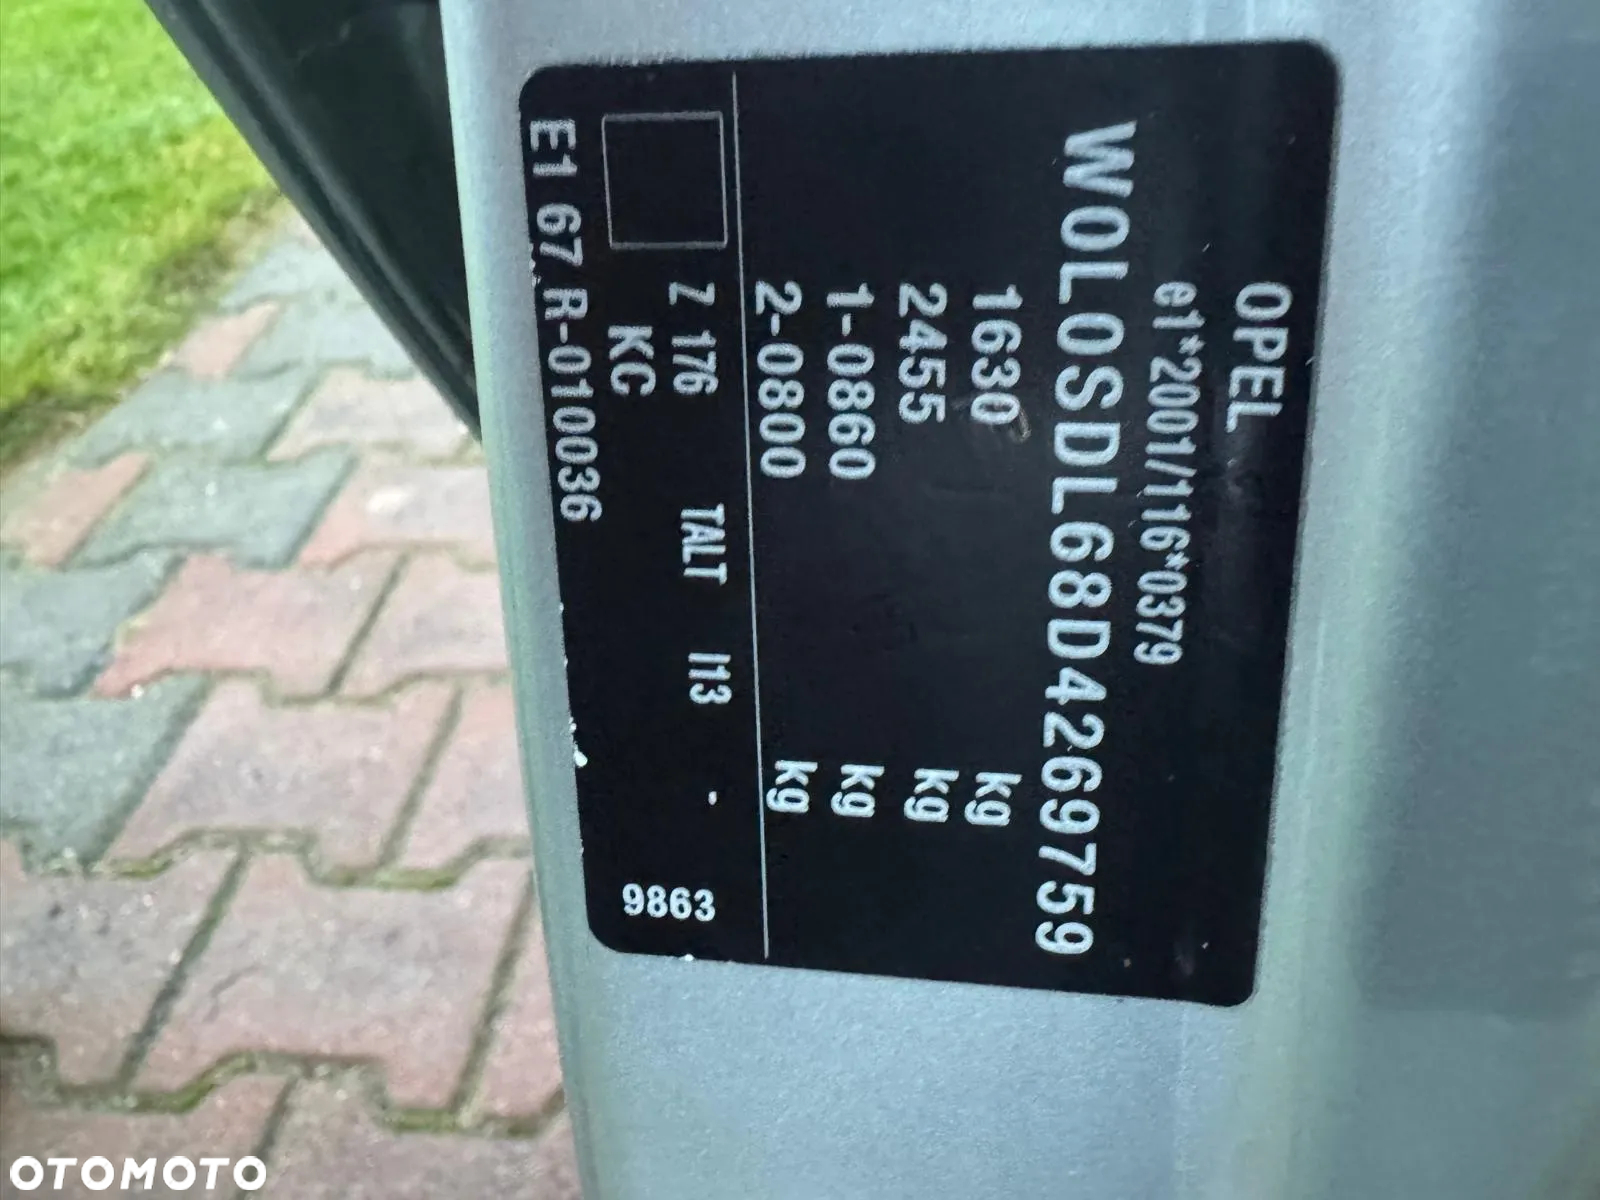 OPEL
e1*2001/116*0379
W0L0SDL68D4269759
1630 kg
2455 kg
1-0860 kg
2-0800 kg
Z 176 TALT I13 -
KC 9863
E1 67 R-010036
OTOMOTO